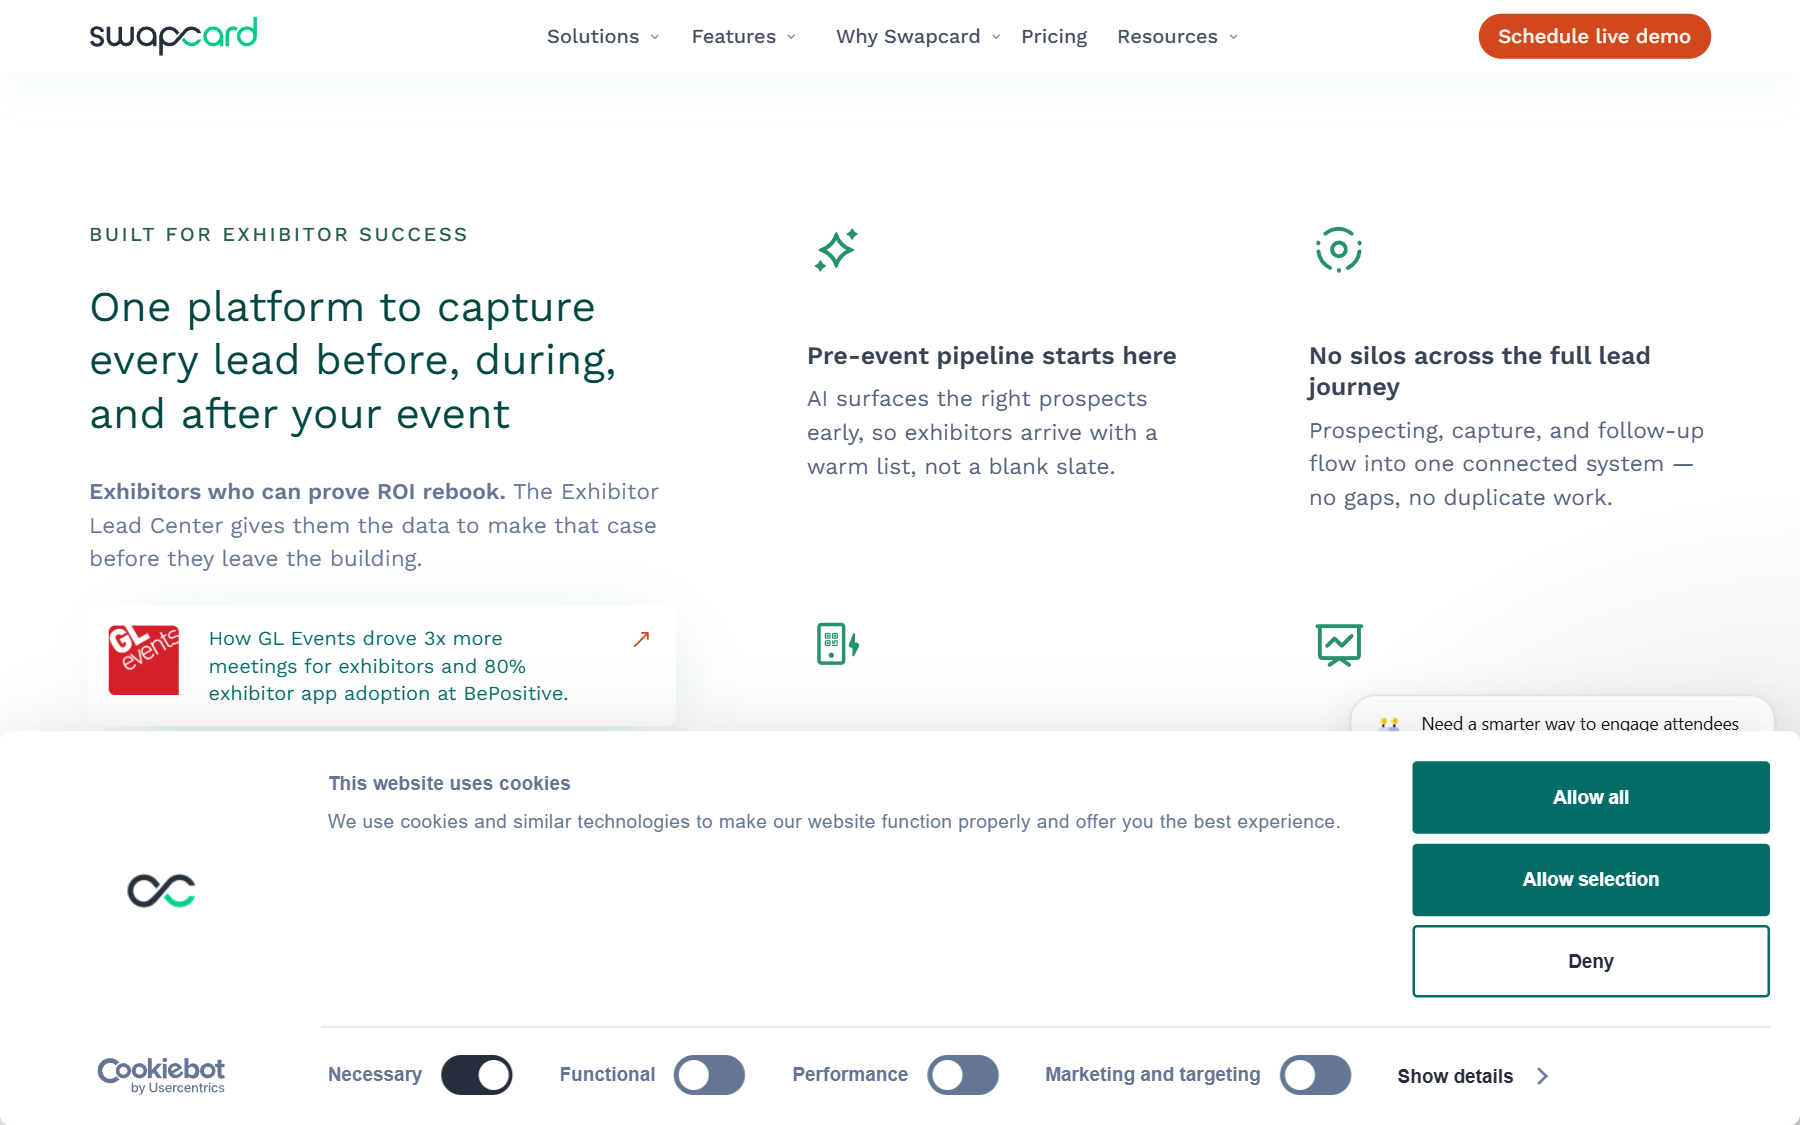 swapcard
Solutions
Features
Why Swapcard
Pricing
Resources
Schedule live demo
BUILT FOR EXHIBITOR SUCCESS
One platform to capture
every lead before, during,
and after your event
Exhibitors who can prove ROI rebook. The Exhibitor
Lead Center gives them the data to make that case
before they leave the building.
GL
events
How GL Events drove 3x more
meetings for exhibitors and 80%
exhibitor app adoption at BePositive.
Pre-event pipeline starts here
AI surfaces the right prospects
early, so exhibitors arrive with a
warm list, not a blank slate.
No silos across the full lead
journey
Prospecting, capture, and follow-up
flow into one connected system —
no gaps, no duplicate work.
Need a smarter way to engage attendees
This website uses cookies
We use cookies and similar technologies to make our website function properly and offer you the best experience.
Allow all
Allow selection
Deny
Cookiebot
by Usercentrics
Necessary
Functional
Performance
Marketing and targeting
Show details